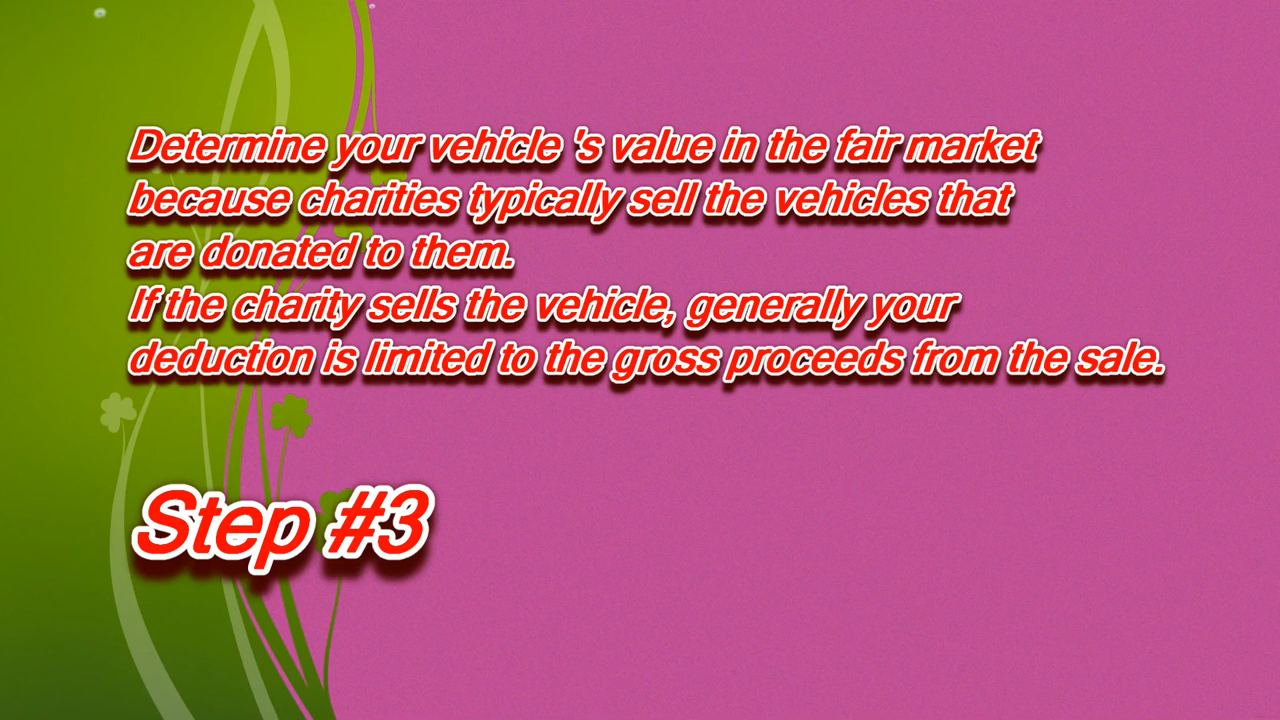 Determine your vehicle 's value in the fair market
because charities typically sell the vehicles that
are donated to them.
If the charity sells the vehicle, generally your
deduction is limited to the gross proceeds from the sale.
Step #3